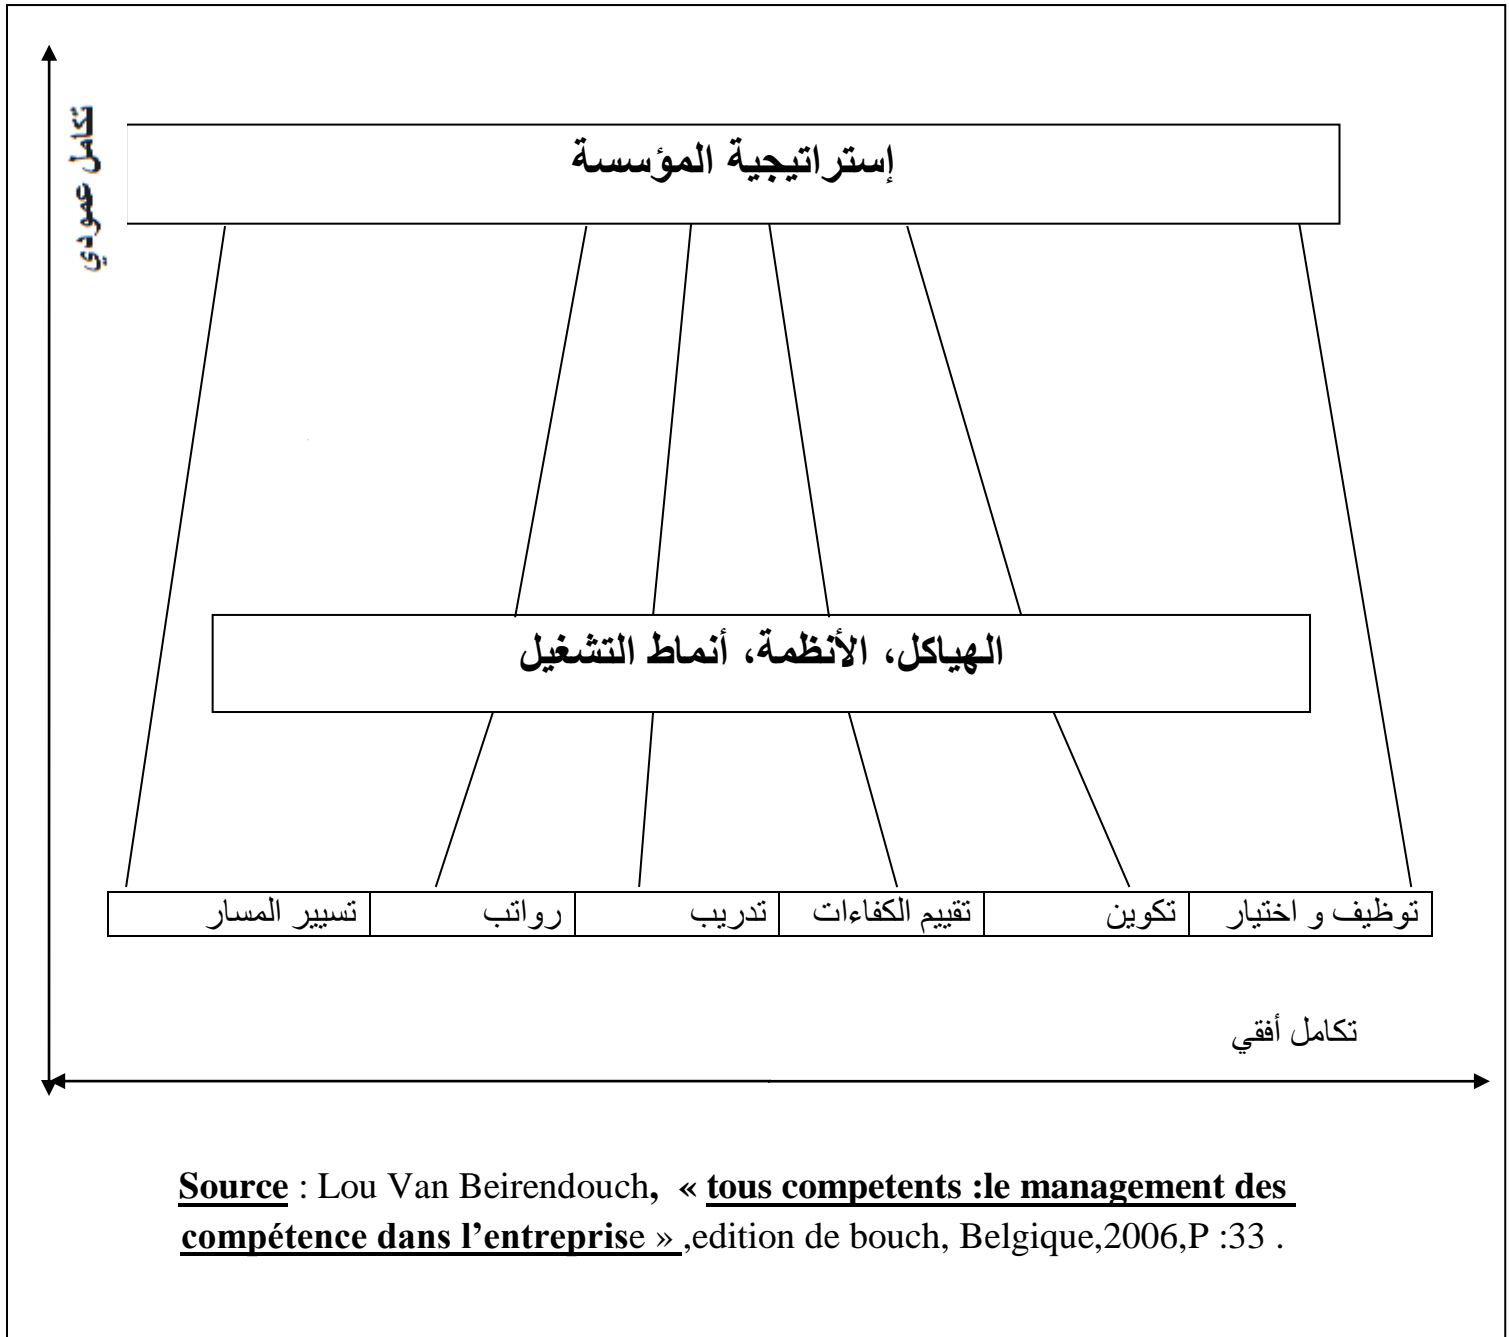 تكامل عمودي
إستراتيجية المؤسسة
الهياكل، الأنظمة، أنماط التشغيل
توظيف و اختيار
تكوين
تقييم الكفاءات
تدريب
رواتب
تسيير المسار
تكامل أفقي
Source : Lou Van Beirendouch, « tous competents :le management des
compétence dans l’entreprise » ,edition de bouch, Belgique,2006,P :33 .